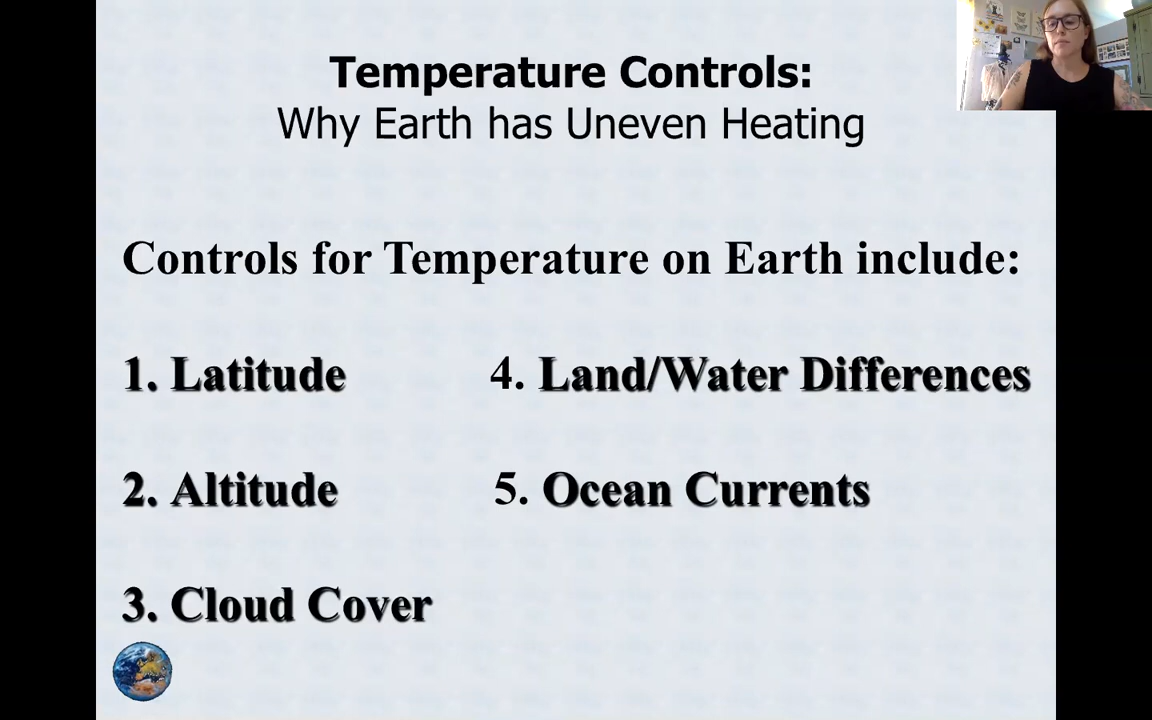 Temperature Controls:
Why Earth has Uneven Heating
Controls for Temperature on Earth include:
1. Latitude
2. Altitude
3. Cloud Cover
4. Land/Water Differences
5. Ocean Currents